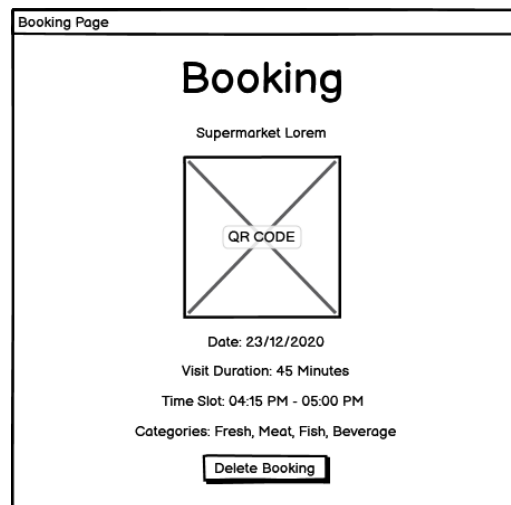 Booking Page
Booking
Supermarket Lorem
QR CODE
Date: 23/12/2020
Visit Duration: 45 Minutes
Time Slot: 04:15 PM - 05:00 PM
Categories: Fresh, Meat, Fish, Beverage
Delete Booking